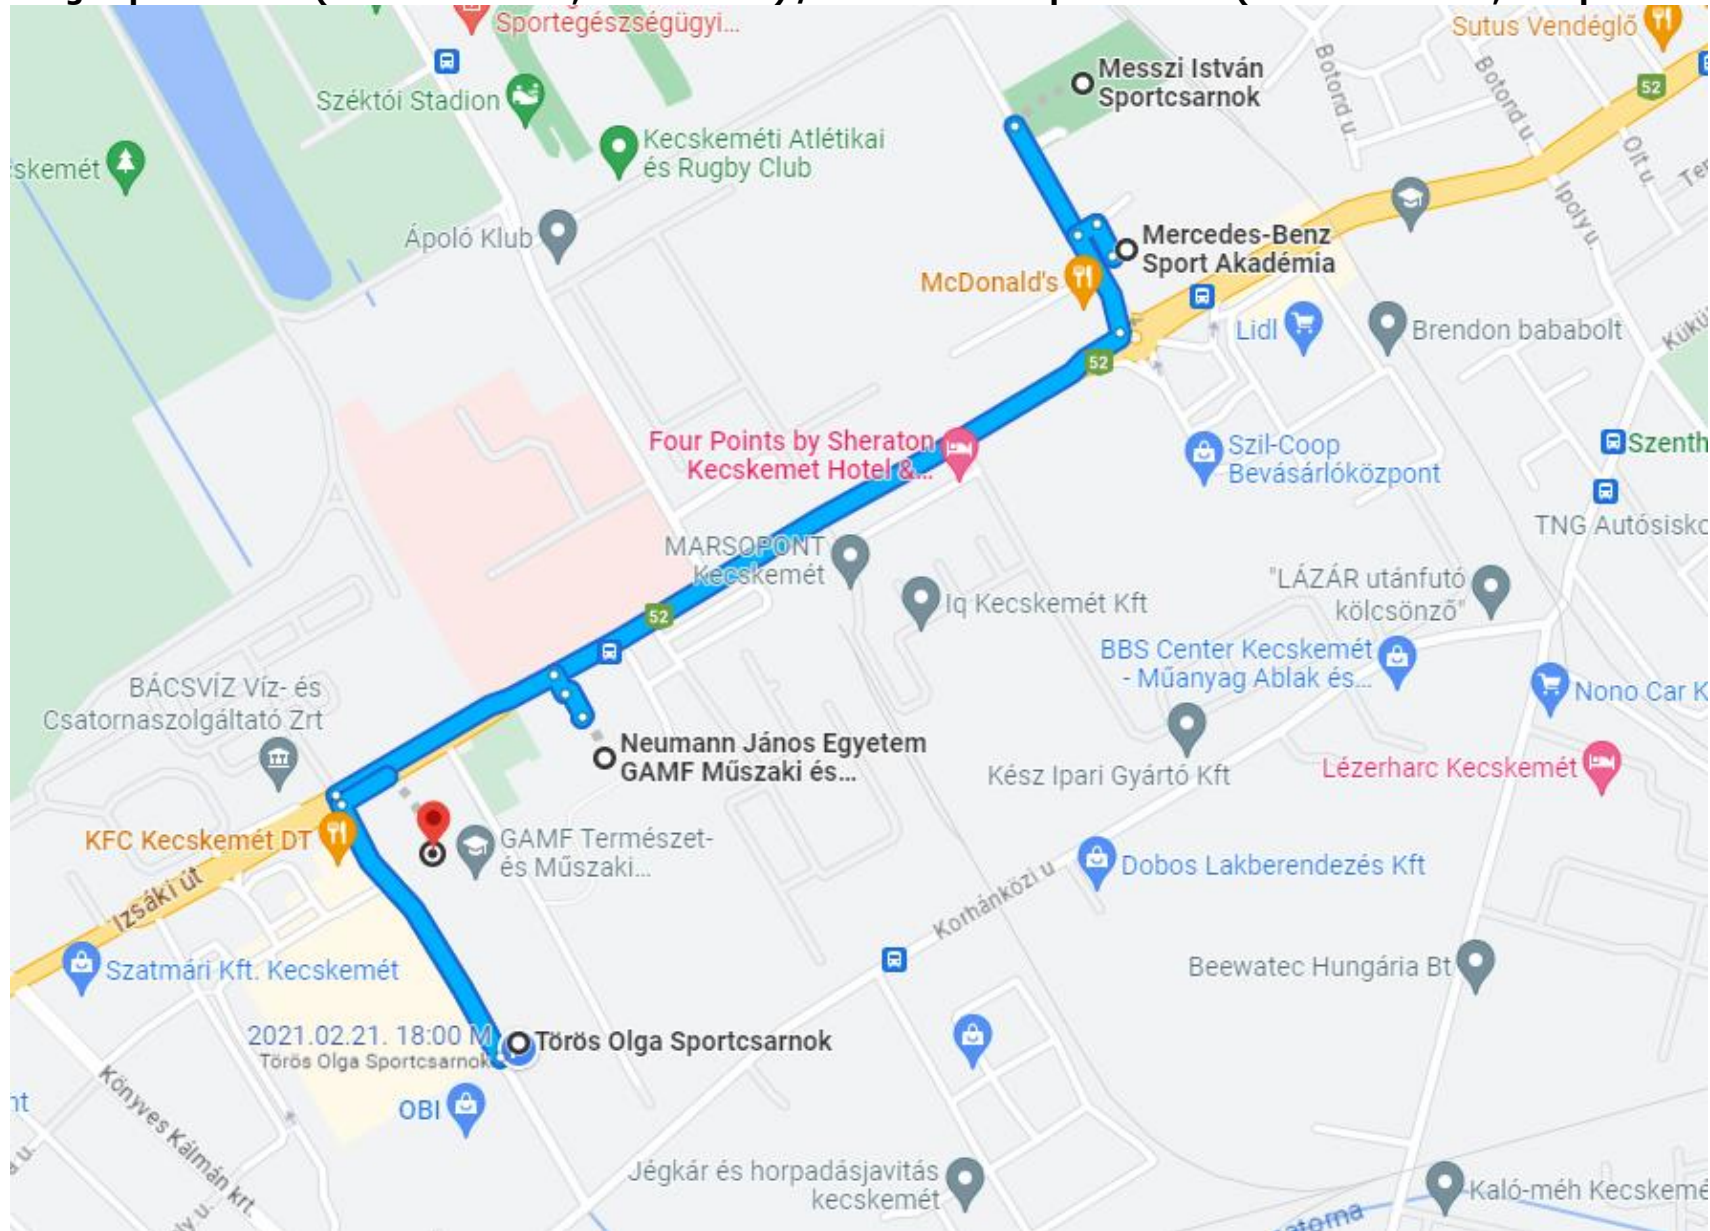 Sportegészségügyi...
Sutus Vendéglő
Messzi István
Sportcsarnok
Botond u.
Botond u.
52
Széktói Stadion
Kecskeméti Atlétikai
és Rugby Club
Olt u.
skemét
Ipoly u.
Ápoló Klub
Mercedes-Benz
Sport Akadémia
McDonald's
Lidl
Brendon bababolt
52
Four Points by Sheraton
Kecskemet Hotel &...
Szil-Coop
Bevásárlóközpont
Szenth
TNG Autósisko
MARSOPONT
Kecskemét
Iq Kecskemét Kft
"LÁZÁR utánfutó
kölcsönző"
52
BBS Center Kecskemét
- Műanyag Ablak és...
BÁCSVÍZ Víz- és
Csatornaszolgáltató Zrt
Nono Car K
Neumann János Egyetem
GAMF Műszaki és...
Kész Ipari Gyártó Kft
Lézerharc Kecskemét
KFC Kecskemét DT
GAMF Természet-
és Műszaki...
Dobos Lakberendezés Kft
Izsáki út
Korhánközi u
Szatmári Kft. Kecskemét
Beewatec Hungária Bt
2021.02.21. 18:00 M
Törös Olga Sportcsarnok
Törös Olga Sportcsarnok
OBI
Könyves Kálmán krt.
Jégkár és horpadásjavitás
kecskemét
Kaló-méh Kecskemé